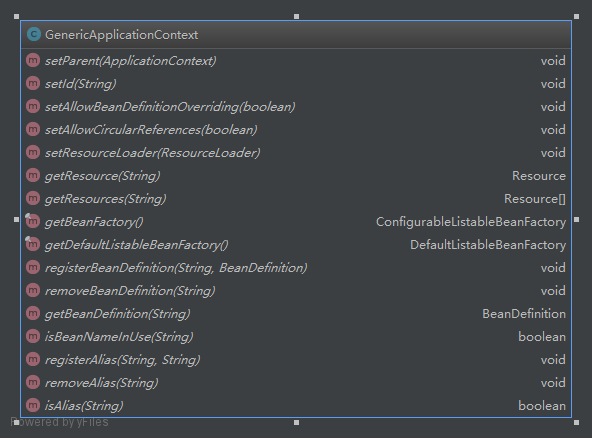 GenericApplicationContext
setParent(ApplicationContext) void
setId(String) void
setAllowBeanDefinitionOverriding(boolean) void
setAllowCircularReferences(boolean) void
setResourceLoader(ResourceLoader) void
getResource(String) Resource
getResources(String) Resource[]
getBeanFactory() ConfigurableListableBeanFactory
getDefaultListableBeanFactory() DefaultListableBeanFactory
registerBeanDefinition(String, BeanDefinition) void
removeBeanDefinition(String) void
getBeanDefinition(String) BeanDefinition
isBeanNameInUse(String) boolean
registerAlias(String, String) void
removeAlias(String) void
isAlias(String) boolean
Powered by yFiles